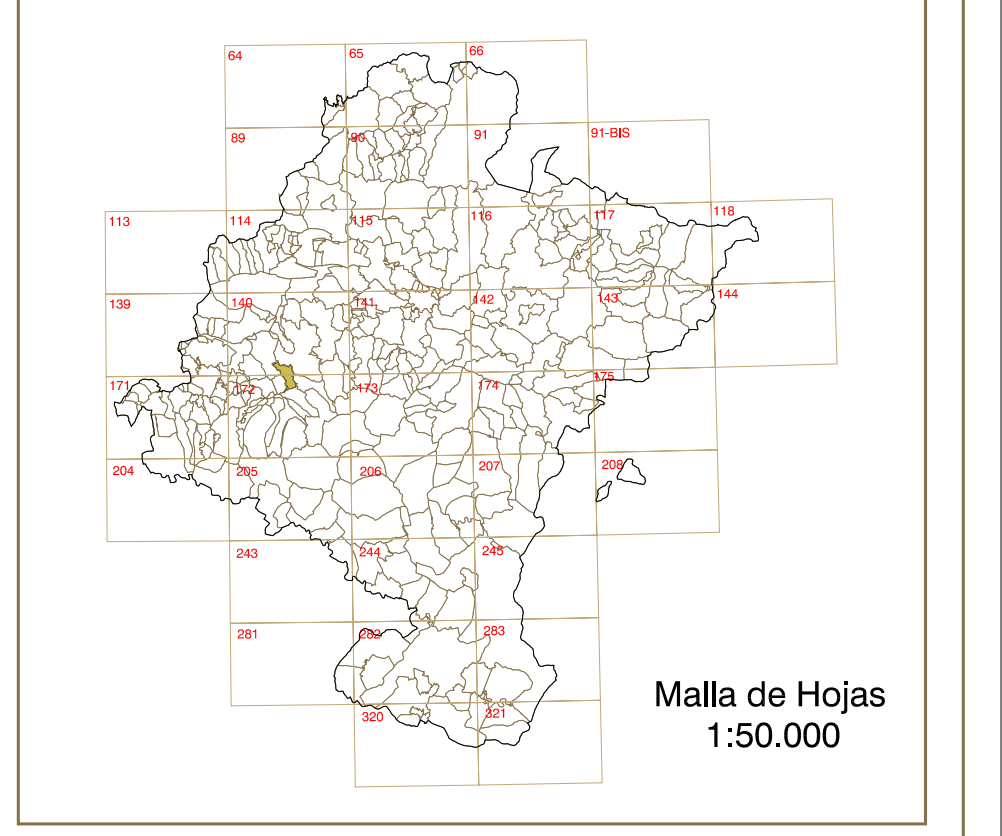 64 65 66
89 90 91 91-BIS
113 114 115 116 117 118
139 140 141 142 143 144
171 172 173 174 175
204 205 206 207 208
243 244 245
281 282 283
320 321
Malla de Hojas
1:50.000